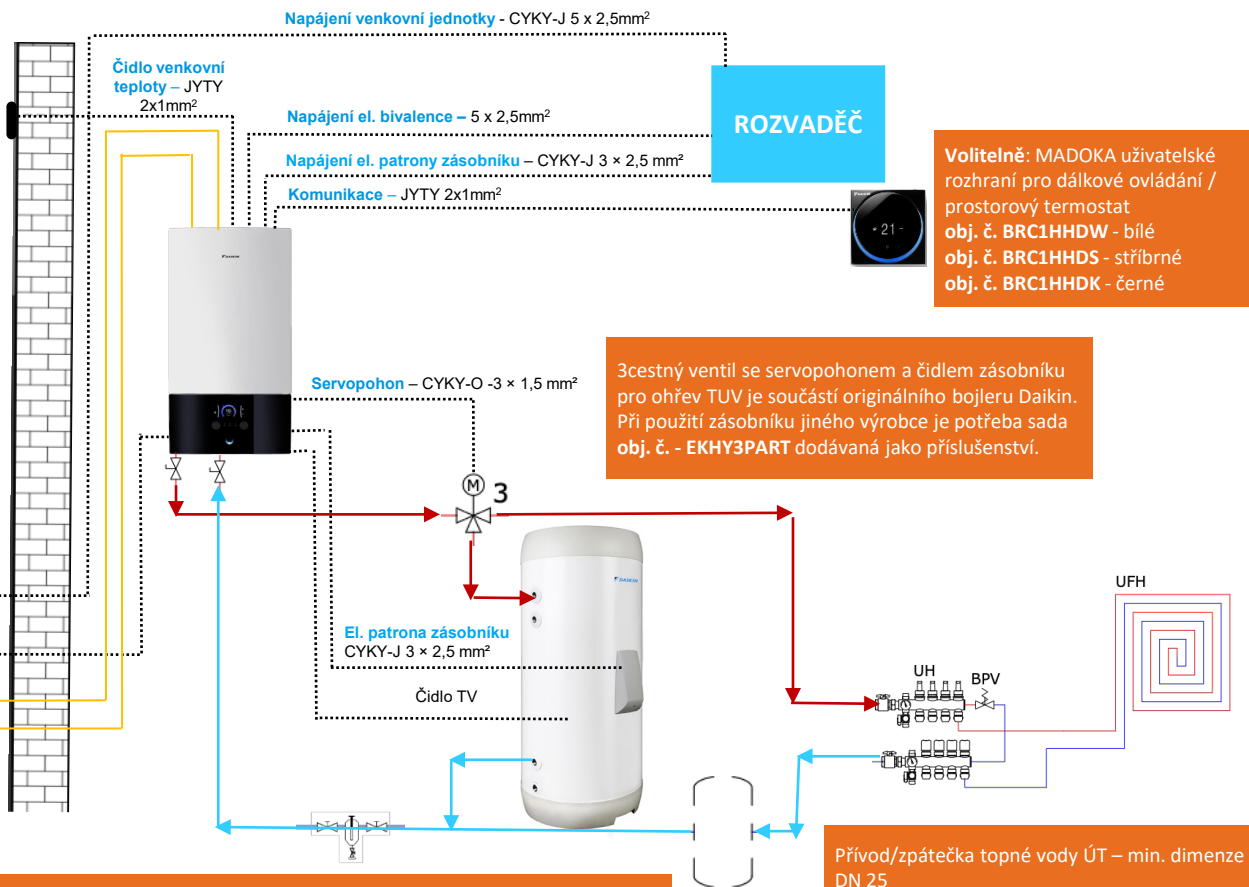 Napájení venkovní jednotky - CYKY-J 5 x 2,5mm²
Čidlo venkovní
teploty – JYTY
2x1mm²
Napájení el. bivalence – 5 x 2,5mm²
Napájení el. patrony zásobníku – CYKY-J 3 × 2,5 mm²
Komunikace – JYTY 2x1mm²
ROZVADĚČ
Volitelně: MADOKA uživatelské
rozhraní pro dálkové ovládání /
prostorový termostat
obj. č. BRC1HHDW - bílé
obj. č. BRC1HHDS - stříbrné
obj. č. BRC1HHDK - černé
21
DAIKIN
Servopohon – CYKY-O -3 × 1,5 mm²
3cestný ventil se servopohonem a čidlem zásobníku
pro ohřev TUV je součástí originálního bojleru Daikin.
Při použití zásobníku jiného výrobce je potřeba sada
obj. č. - EKHY3PART dodávaná jako příslušenství.
M
3
DAIKIN
El. patrona zásobníku
CYKY-J 3 × 2,5 mm²
Čidlo TV
UFH
UH
BPV
Přívod/zpátečka topné vody ÚT – min. dimenze
DN 25